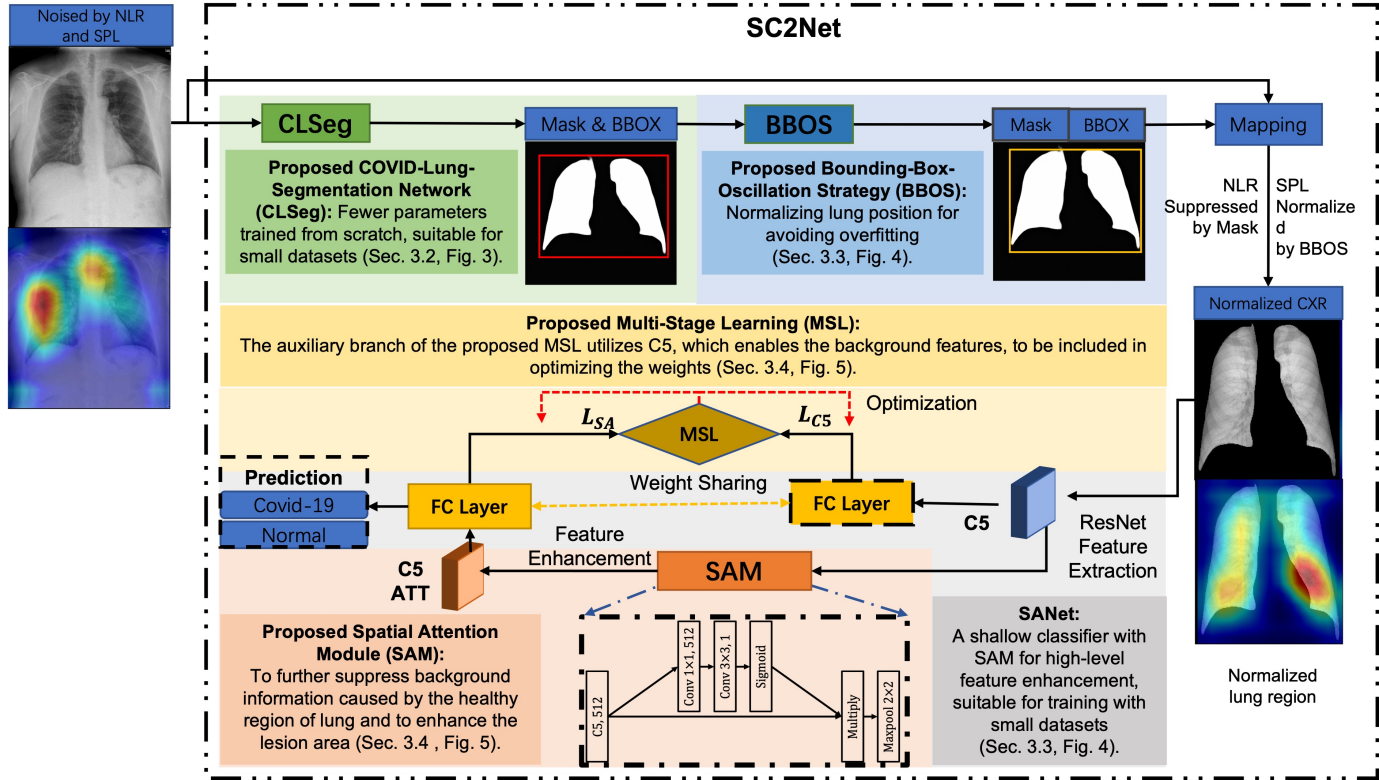 Noised by NLR
and SPL
SC2Net
CLSeg
Mask & BBOX
BBOS
Mask
BBOX
Mapping
Proposed COVID-Lung-
Segmentation Network
(CLSeg): Fewer parameters
trained from scratch, suitable for
small datasets (Sec. 3.2, Fig. 3).
Proposed Bounding-Box-
Oscillation Strategy (BBOS):
Normalizing lung position for
avoiding overfitting
(Sec. 3.3, Fig. 4).
NLR
Suppressed
by Mask
SPL
Normalize
d
by BBOS
Normalized CXR
Proposed Multi-Stage Learning (MSL):
The auxiliary branch of the proposed MSL utilizes C5, which enables the background features, to be included in
optimizing the weights (Sec. 3.4, Fig. 5).
Optimization
L_SA
MSL
L_C5
Prediction
Covid-19
Normal
FC Layer
Weight Sharing
FC Layer
C5
ResNet
Feature
Extraction
Feature
Enhancement
C5
ATT
SAM
Proposed Spatial Attention
Module (SAM):
To further suppress background
information caused by the healthy
region of lung and to enhance the
lesion area (Sec. 3.4 , Fig. 5).
C5, 512
Conv 1×1, 512
Conv 3×3, 1
Sigmoid
Multiply
Maxpool 2×2
SANet:
A shallow classifier with
SAM for high-level
feature enhancement,
suitable for training with
small datasets
(Sec. 3.3, Fig. 4).
Normalized
lung region